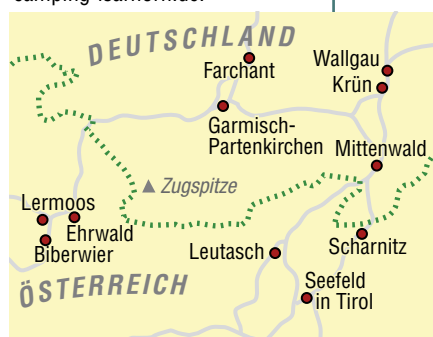 DEUTSCHLAND
Wallgau
Farchant
Krün
Garmisch-
Partenkirchen
Mittenwald
Zugspitze
Lermoos
Ehrwald
Biberwier
Leutasch
Scharnitz
ÖSTERREICH
Seefeld
in Tirol